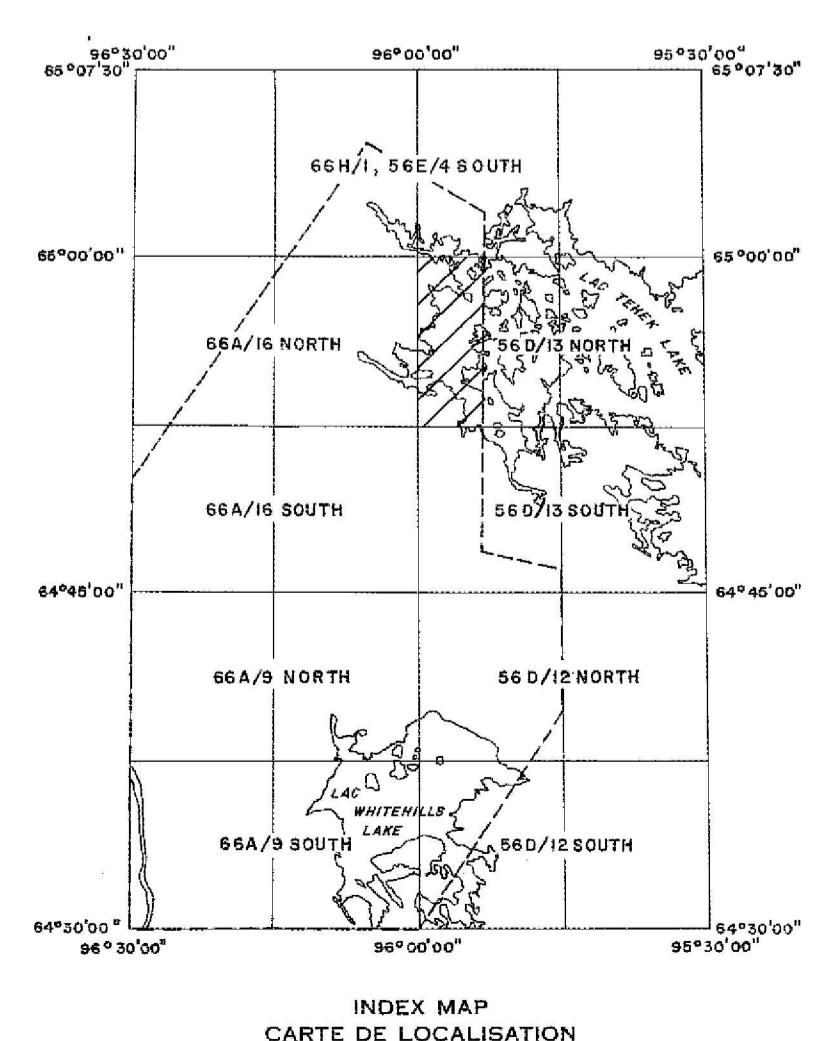 96°30'00" 96°00'00" 95°30'00"
65°07'30" 65°07'30"
66H/1, 56E/4 SOUTH
65°00'00" 65°00'00"
LAC TEHEK LAKE
66A/16 NORTH 56D/13 NORTH
66A/16 SOUTH 56D/13 SOUTH
64°45'00" 64°45'00"
66A/9 NORTH 56D/12 NORTH
LAC
WHITEHILLS
LAKE
66A/9 SOUTH 56D/12 SOUTH
64°30'00" 64°30'00"
96°30'00" 96°00'00" 95°30'00"
INDEX MAP
CARTE DE LOCALISATION